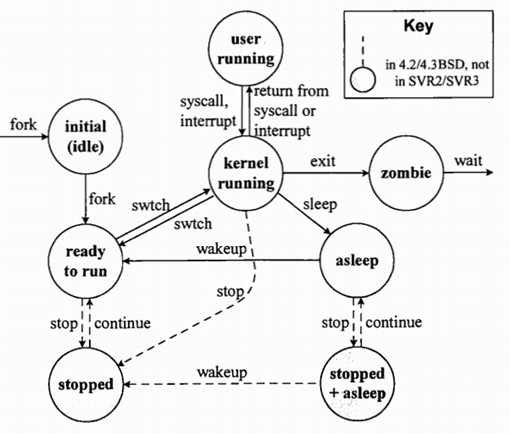 Key
in 4.2/4.3BSD, not
in SVR2/SVR3
user
running
syscall,
interrupt
return from
syscall or
interrupt
fork
initial
(idle)
kernel
running
exit
zombie
wait
fork
swtch
swtch
sleep
ready
to run
wakeup
asleep
stop
stop
continue
stop
continue
stopped
wakeup
stopped
+ asleep